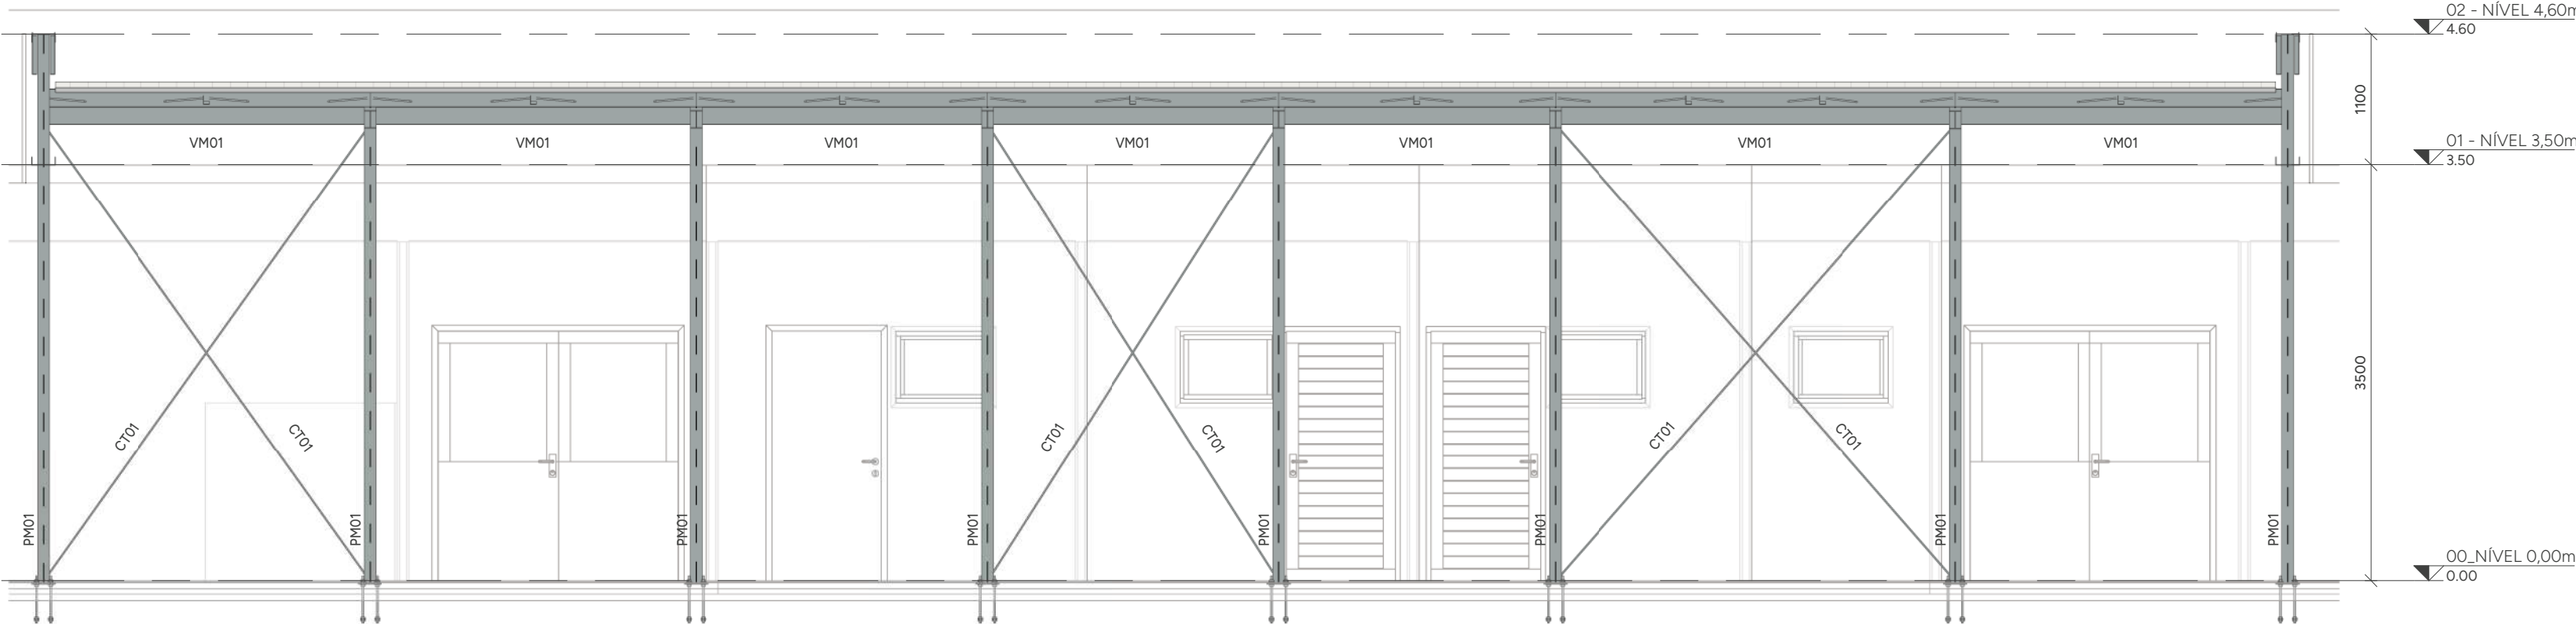 02 - NÍVEL 4,60m
4.60
1100
VM01 VM01 VM01 VM01 VM01 VM01 VM01
01 - NÍVEL 3,50m
3.50
3500
CT01 CT01 CT01 CT01 CT01 CT01
PM01 PM01 PM01 PM01 PM01 PM01 PM01 PM01
00_NÍVEL 0,00m
0.00